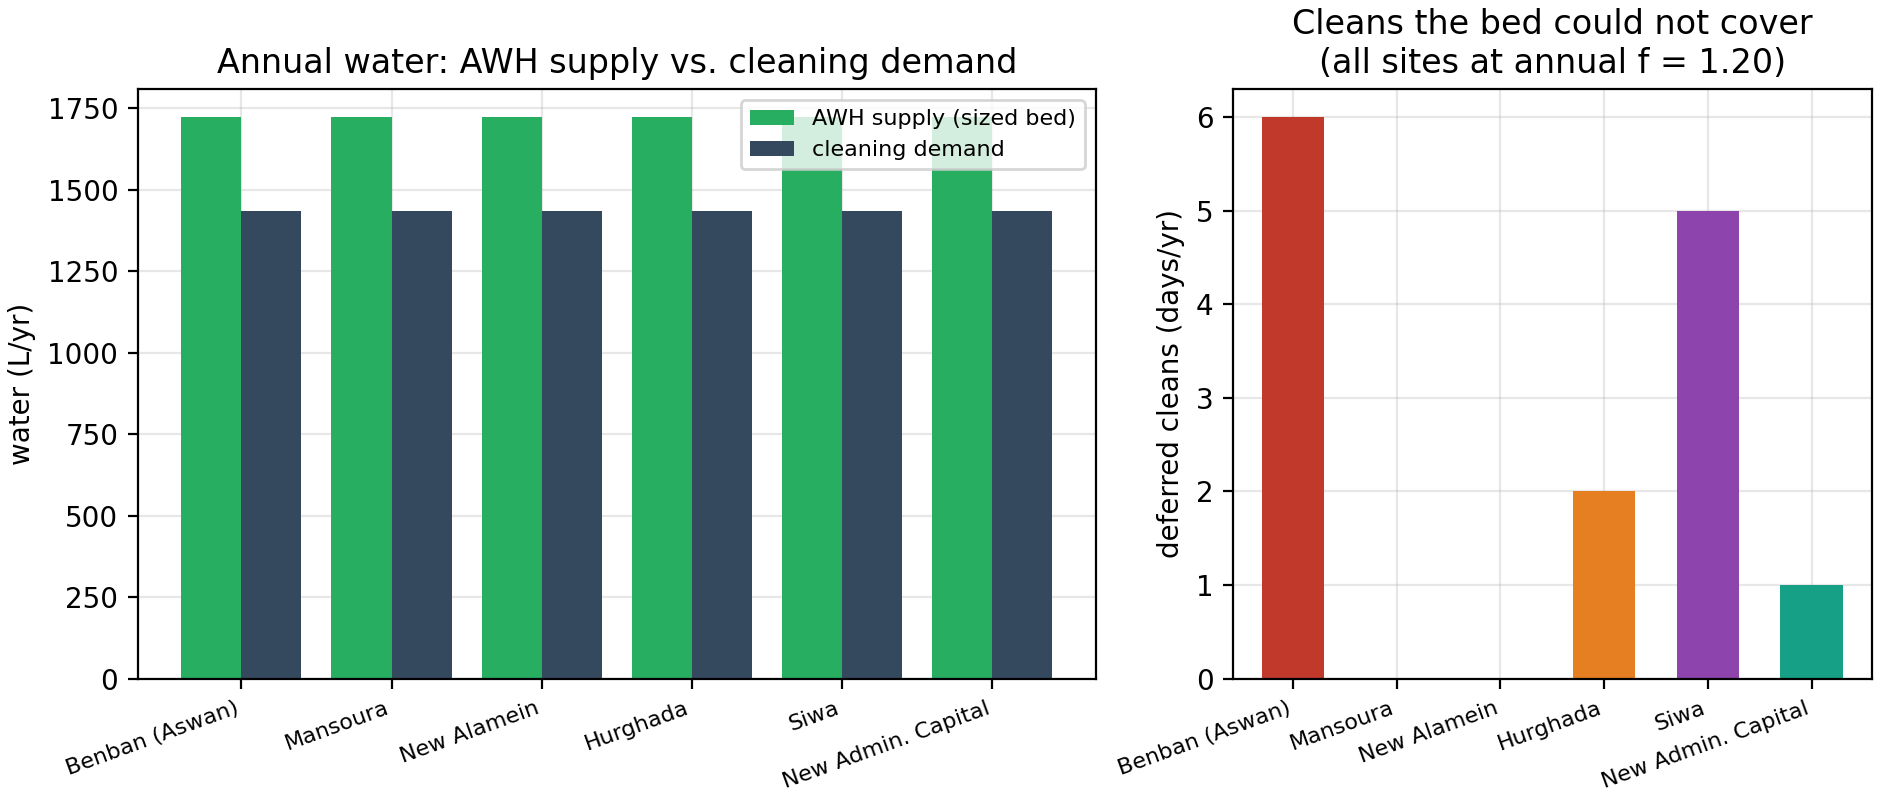 Annual water: AWH supply vs. cleaning demand
AWH supply (sized bed)
cleaning demand
water (L/yr)
1750
1500
1250
1000
750
500
250
0
Benban (Aswan)
Mansoura
New Alamein
Hurghada
Siwa
New Admin. Capital
Cleans the bed could not cover
(all sites at annual f = 1.20)
deferred cleans (days/yr)
6
5
4
3
2
1
0
Benban (Aswan)
Mansoura
New Alamein
Hurghada
Siwa
New Admin. Capital